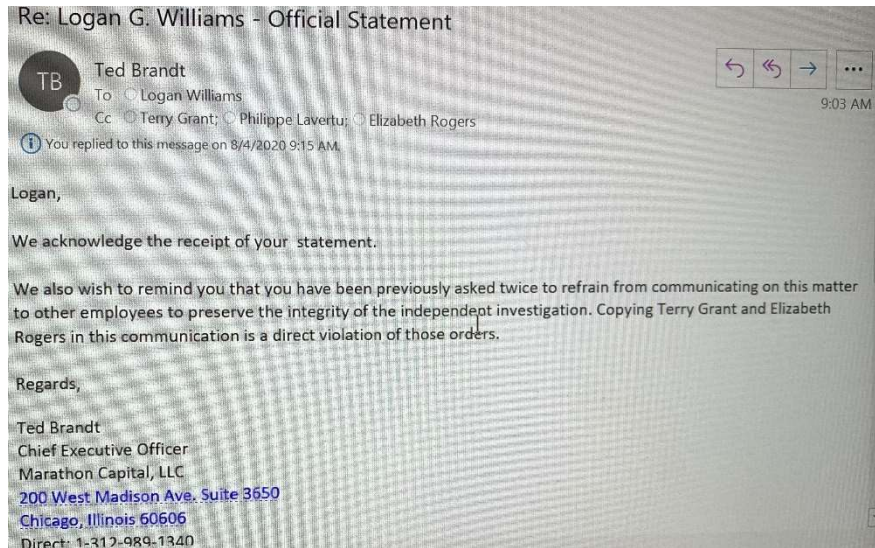 Re: Logan G. Williams - Official Statement
TB
Ted Brandt
To Logan Williams
Cc Terry Grant; Philippe Lavertu; Elizabeth Rogers
9:03 AM
i You replied to this message on 8/4/2020 9:15 AM.
Logan,
We acknowledge the receipt of your statement.
We also wish to remind you that you have been previously asked twice to refrain from communicating on this matter
to other employees to preserve the integrity of the independent investigation. Copying Terry Grant and Elizabeth
Rogers in this communication is a direct violation of those orders.
Regards,
Ted Brandt
Chief Executive Officer
Marathon Capital, LLC
200 West Madison Ave. Suite 3650
Chicago, Illinois 60606
Direct: 1-312-989-1340